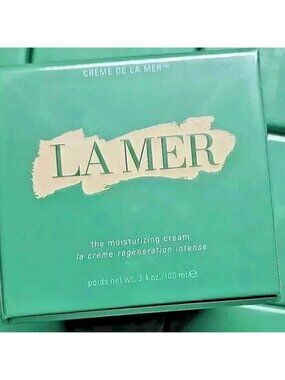 CRÈME DE LA MER™
LA MER
the moisturizing cream
la crème régénération intense
poids net wt. 3.4 oz./100 ml ℮